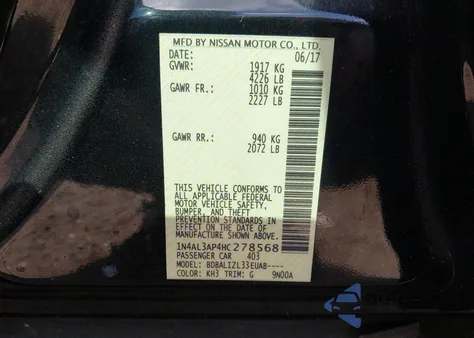 MFD BY NISSAN MOTOR CO., LTD.
DATE: 06/17
GVWR: 1917 KG
4226 LB
GAWR FR: 1010 KG
2227 LB
GAWR RR: 940 KG
2072 LB
THIS VEHICLE CONFORMS TO
ALL APPLICABLE FEDERAL
MOTOR VEHICLE SAFETY,
BUMPER, AND THEFT
PREVENTION STANDARDS IN
EFFECT ON THE DATE OF
MANUFACTURE SHOWN ABOVE.
1N4AL3AP4HC278568
PASSENGER CAR 403
MODEL: BDBALIZL33EUAB----
COLOR: KH3 TRIM: G 9N00A